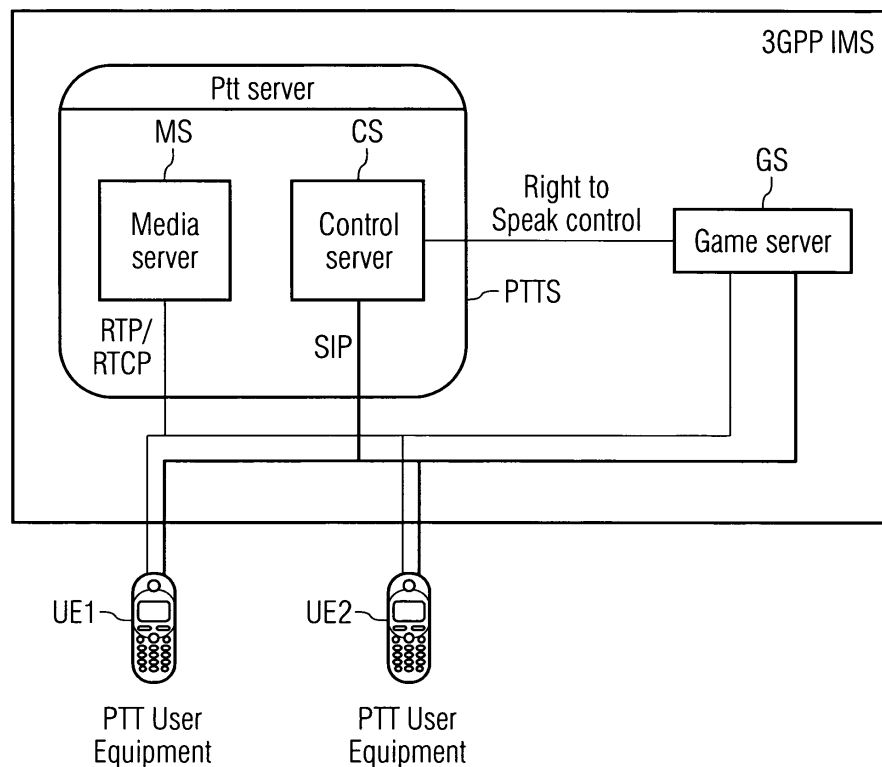 3GPP IMS
Ptt server
MS
CS
GS
Media
server
Control
server
Right to
Speak control
Game server
PTTS
RTP/
RTCP
SIP
UE1
UE2
PTT User
Equipment
PTT User
Equipment